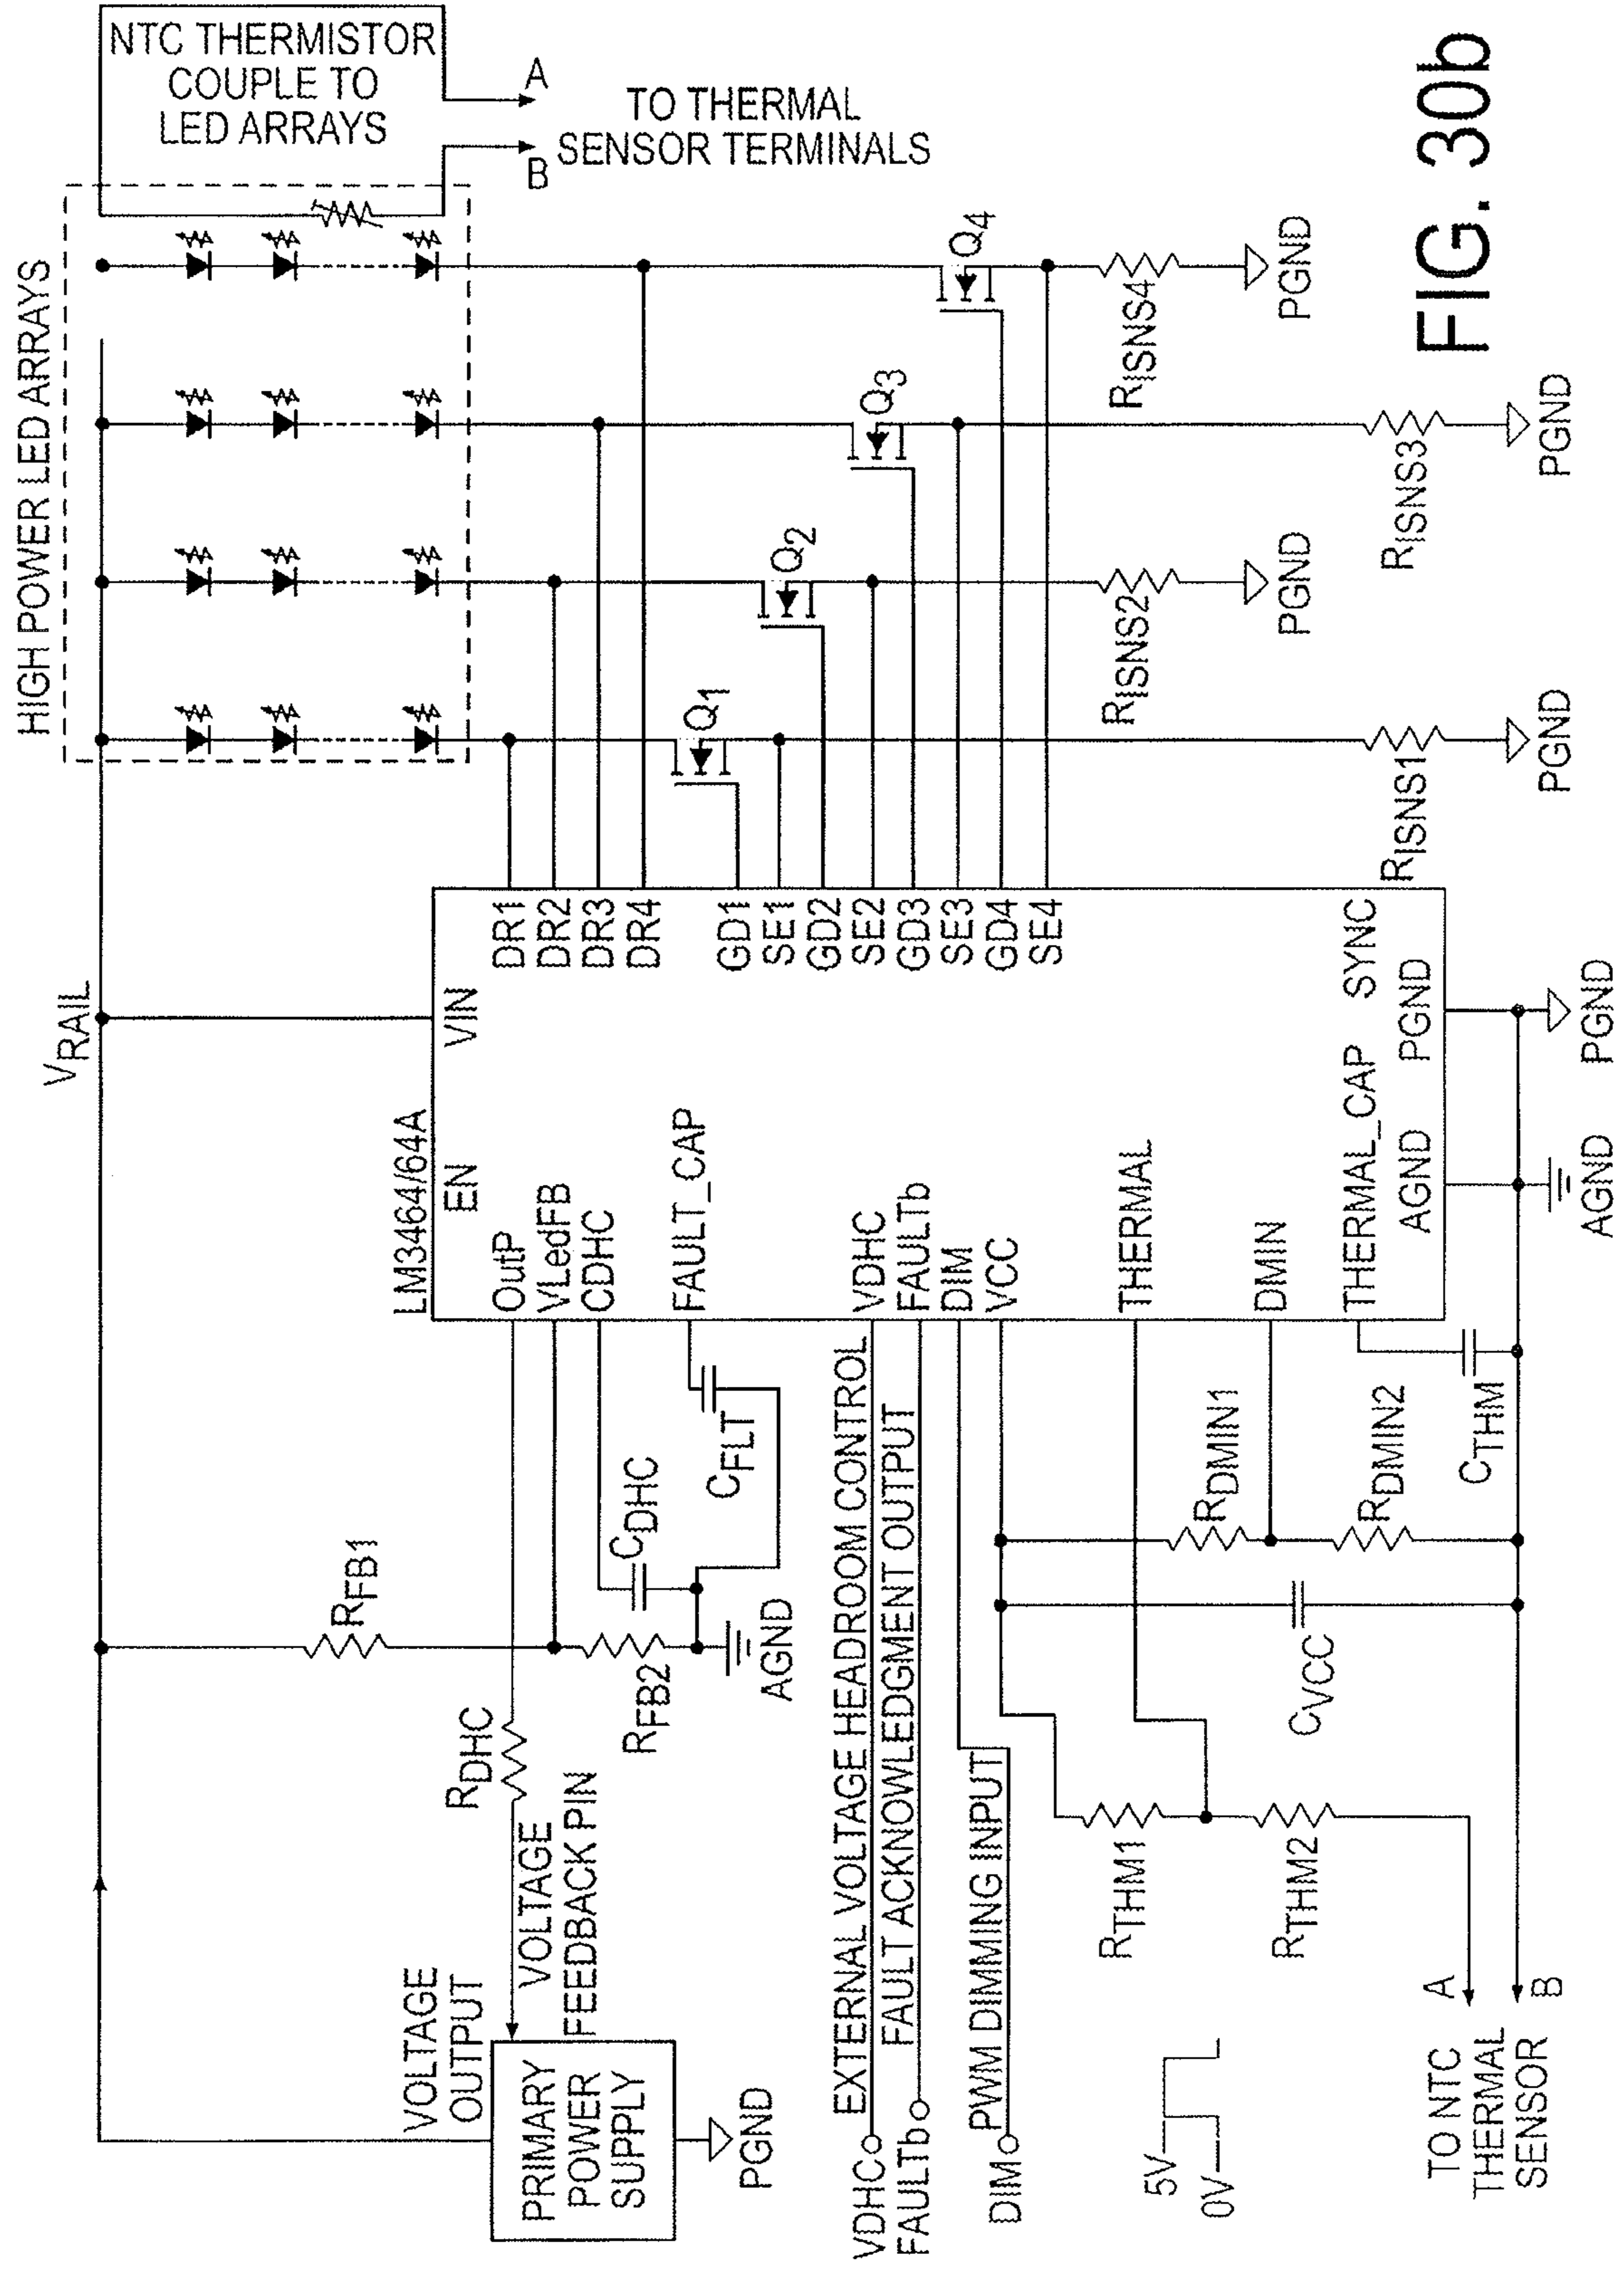 HIGH POWER LED ARRAYS
NTC THERMISTOR
COUPLE TO
LED ARRAYS
A
B
TO THERMAL
SENSOR TERMINALS
VRAIL
VOLTAGE
OUTPUT
PRIMARY
POWER
SUPPLY
PGND
VOLTAGE
FEEDBACK PIN
RDHC
RFB1
RFB2
AGND
CDHC
CFLT
LM3464/64A
EN
VIN
OutP
VLedFB
CDHC
FAULT_CAP
VDHC
FAULTb
DIM
VCC
THERMAL
DMIN
THERMAL_CAP
SYNC
AGND
PGND
DR1
DR2
DR3
DR4
GD1
SE1
GD2
SE2
GD3
SE3
GD4
SE4
Q1
Q2
Q3
Q4
RISNS1
RISNS2
RISNS3
RISNS4
PGND
PGND
PGND
PGND
EXTERNAL VOLTAGE HEADROOM CONTROL
FAULT ACKNOWLEDGMENT OUTPUT
PWM DIMMING INPUT
VDHC
FAULTb
DIM
5V
0V
RTHM1
RTHM2
CVCC
RDMIN1
RDMIN2
CTHM
TO NTC
THERMAL
SENSOR
A
B
AGND
PGND
FIG. 30b